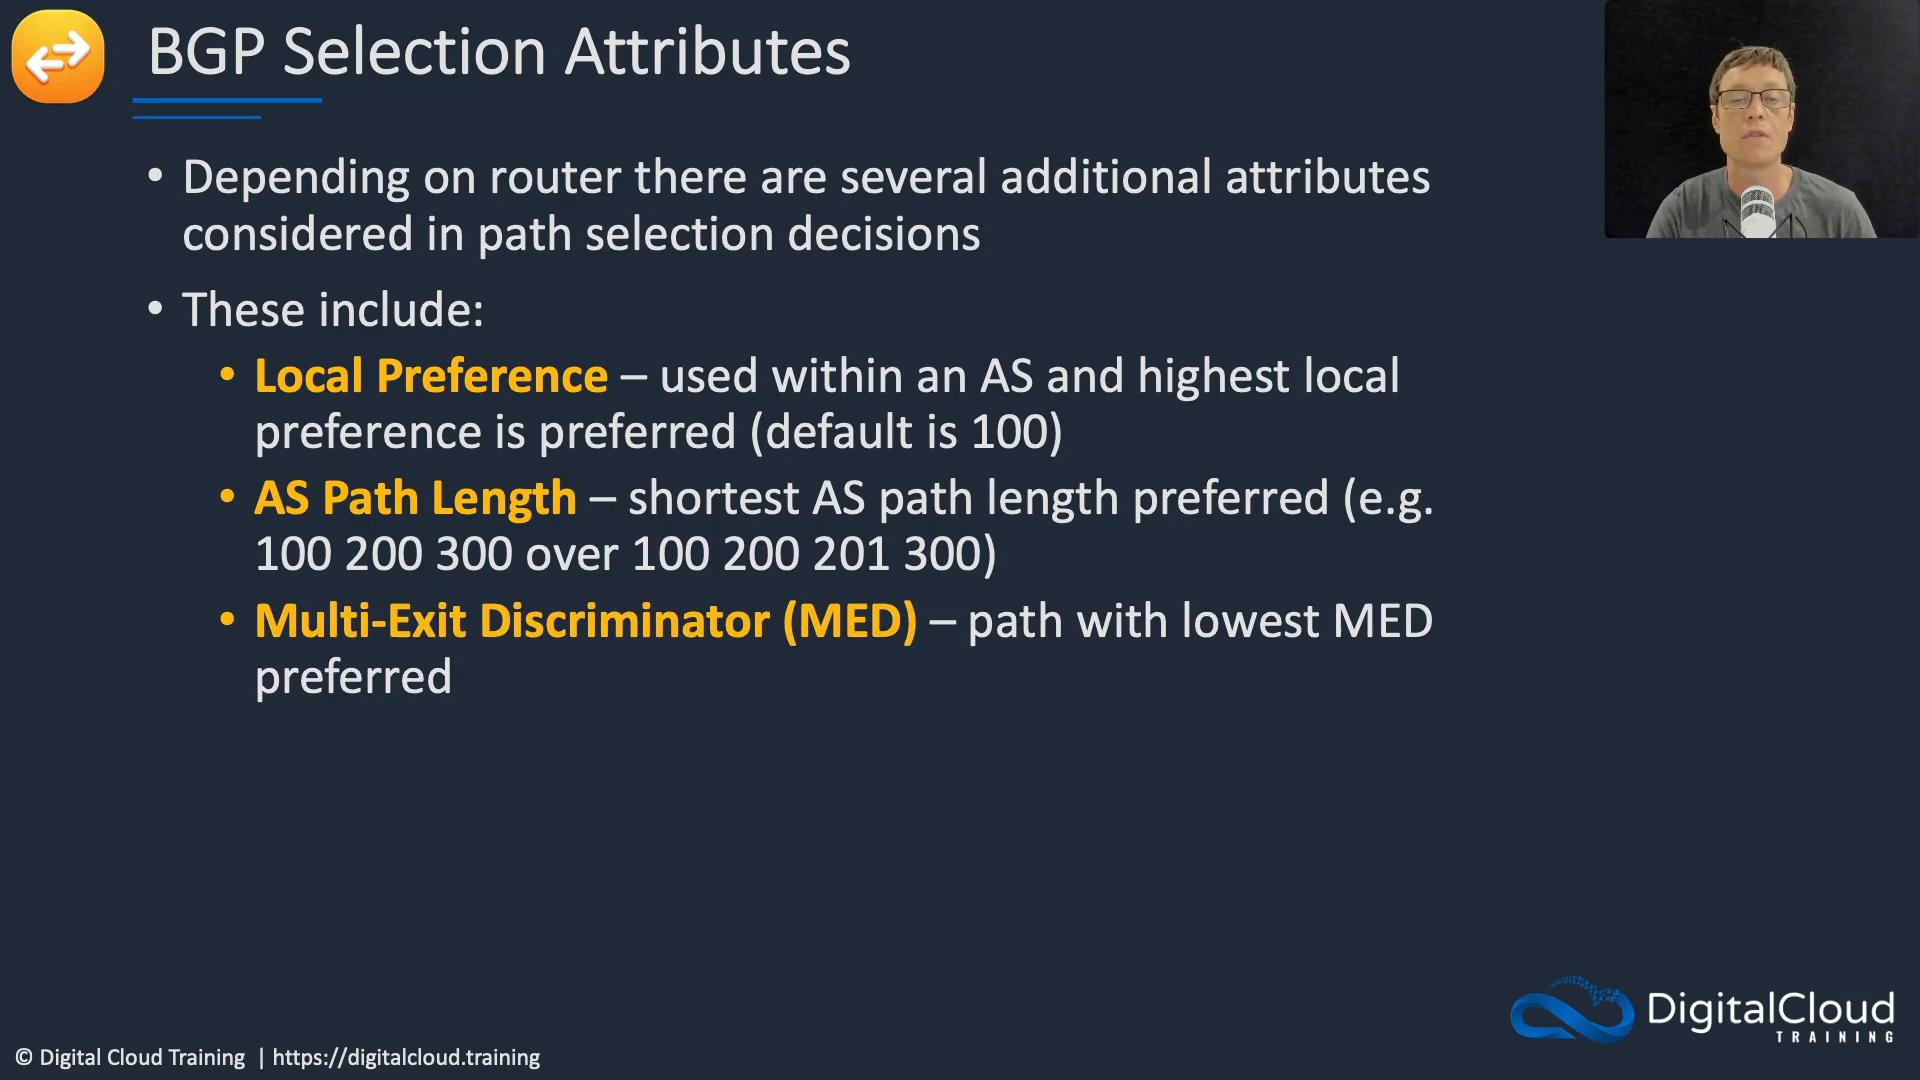 BGP Selection Attributes
• Depending on router there are several additional attributes
considered in path selection decisions
• These include:
• Local Preference – used within an AS and highest local
preference is preferred (default is 100)
• AS Path Length – shortest AS path length preferred (e.g.
100 200 300 over 100 200 201 300)
• Multi-Exit Discriminator (MED) – path with lowest MED
preferred
DigitalCloud
TRAINING
© Digital Cloud Training | https://digitalcloud.training